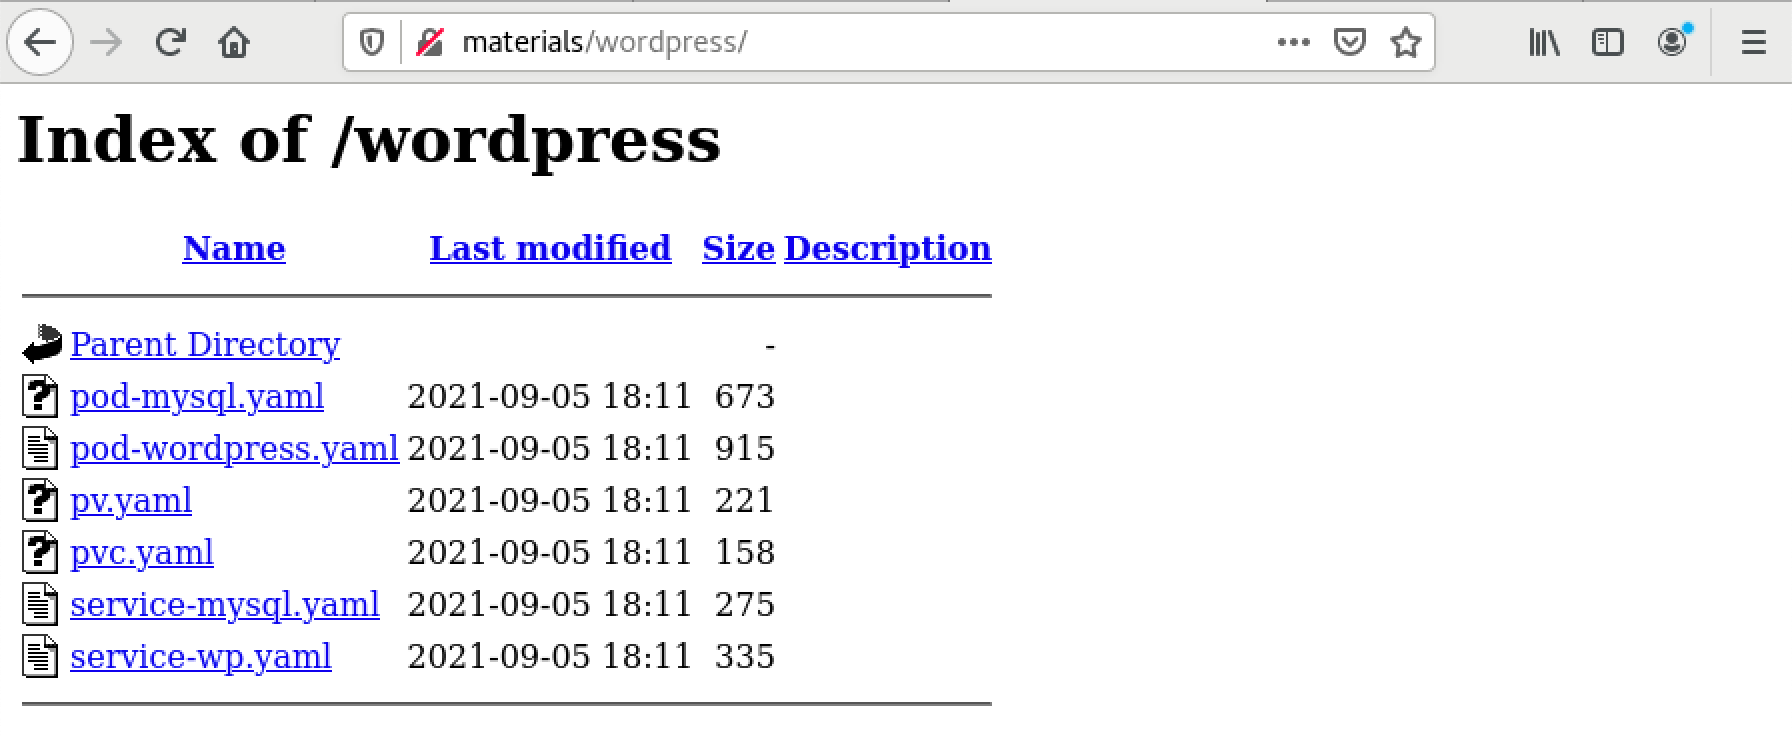 materials/wordpress/
Index of /wordpress
Name Last modified Size Description
Parent Directory -
pod-mysql.yaml 2021-09-05 18:11 673
pod-wordpress.yaml 2021-09-05 18:11 915
pv.yaml 2021-09-05 18:11 221
pvc.yaml 2021-09-05 18:11 158
service-mysql.yaml 2021-09-05 18:11 275
service-wp.yaml 2021-09-05 18:11 335